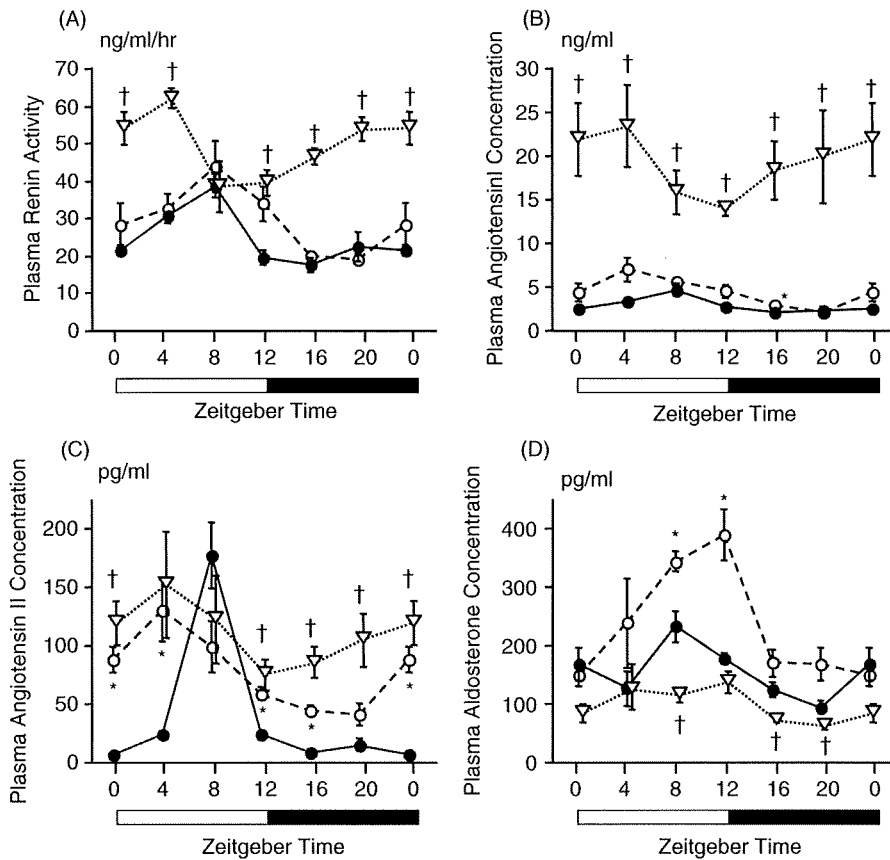 (A)
ng/ml/hr
Plasma Renin Activity
70
60
50
40
30
20
10
0
† † † † † †
0 4 8 12 16 20 0
Zeitgeber Time
(B)
ng/ml
Plasma AngiotensinI Concentration
30
25
20
15
10
5
0
† † † † † † †
*
0 4 8 12 16 20 0
Zeitgeber Time
(C)
pg/ml
Plasma Angiotensin II Concentration
200
150
100
50
0
† † † † †
* * * * *
0 4 8 12 16 20 0
Zeitgeber Time
(D)
pg/ml
Plasma Aldosterone Concentration
400
300
200
100
0
* *
† † †
0 4 8 12 16 20 0
Zeitgeber Time